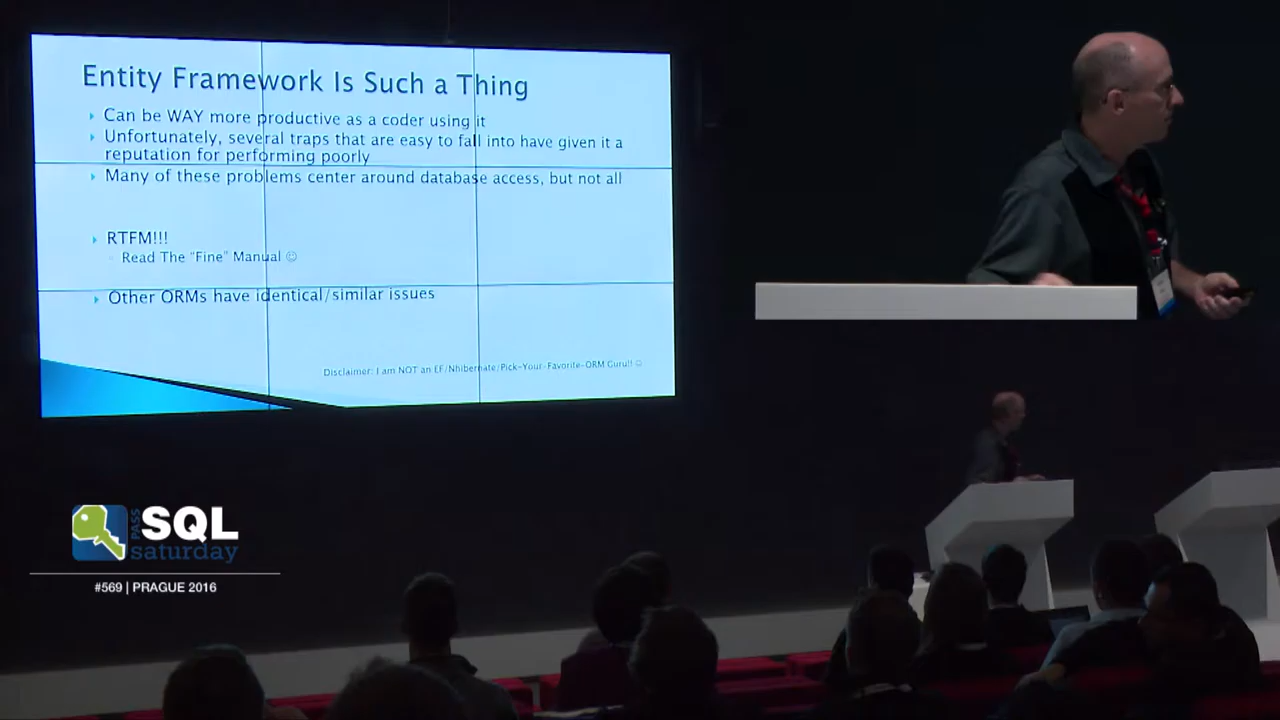 Entity Framework Is Such a Thing
Can be WAY more productive as a coder using it
Unfortunately, several traps that are easy to fall into have given it a
reputation for performing poorly
Many of these problems center around database access, but not all
RTFM!!!
Read The “Fine” Manual ☺
Other ORMs have identical/similar issues
Disclaimer: I am NOT an EF/Nhibernate/Pick-Your-Favorite-ORM Guru!! ☺
PASS
SQL
saturday
#569 | PRAGUE 2016